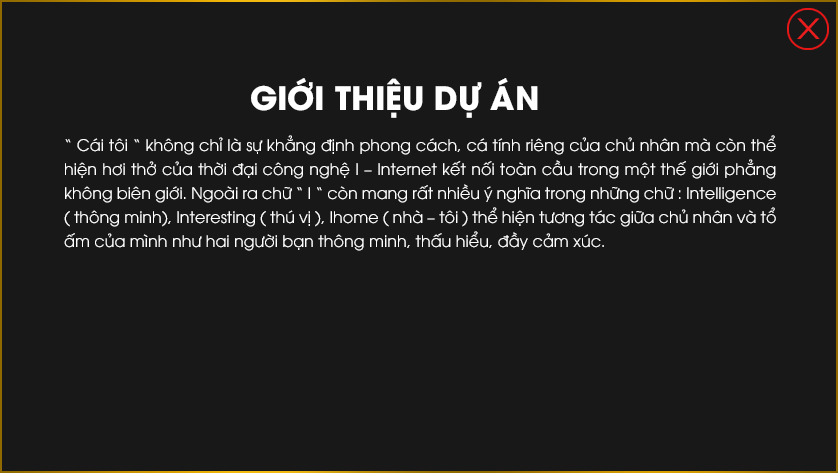 GIỚI THIỆU DỰ ÁN
“ Cái tôi “ không chỉ là sự khẳng định phong cách, cá tính riêng của chủ nhân mà còn thể
hiện hơi thở của thời đại công nghệ I – Internet kết nối toàn cầu trong một thế giới phẳng
không biên giới. Ngoài ra chữ “ I “ còn mang rất nhiều ý nghĩa trong những chữ : Intelligence
( thông minh), Interesting ( thú vị ), Ihome ( nhà – tôi ) thể hiện tương tác giữa chủ nhân và tổ
ấm của mình như hai người bạn thông minh, thấu hiểu, đầy cảm xúc.